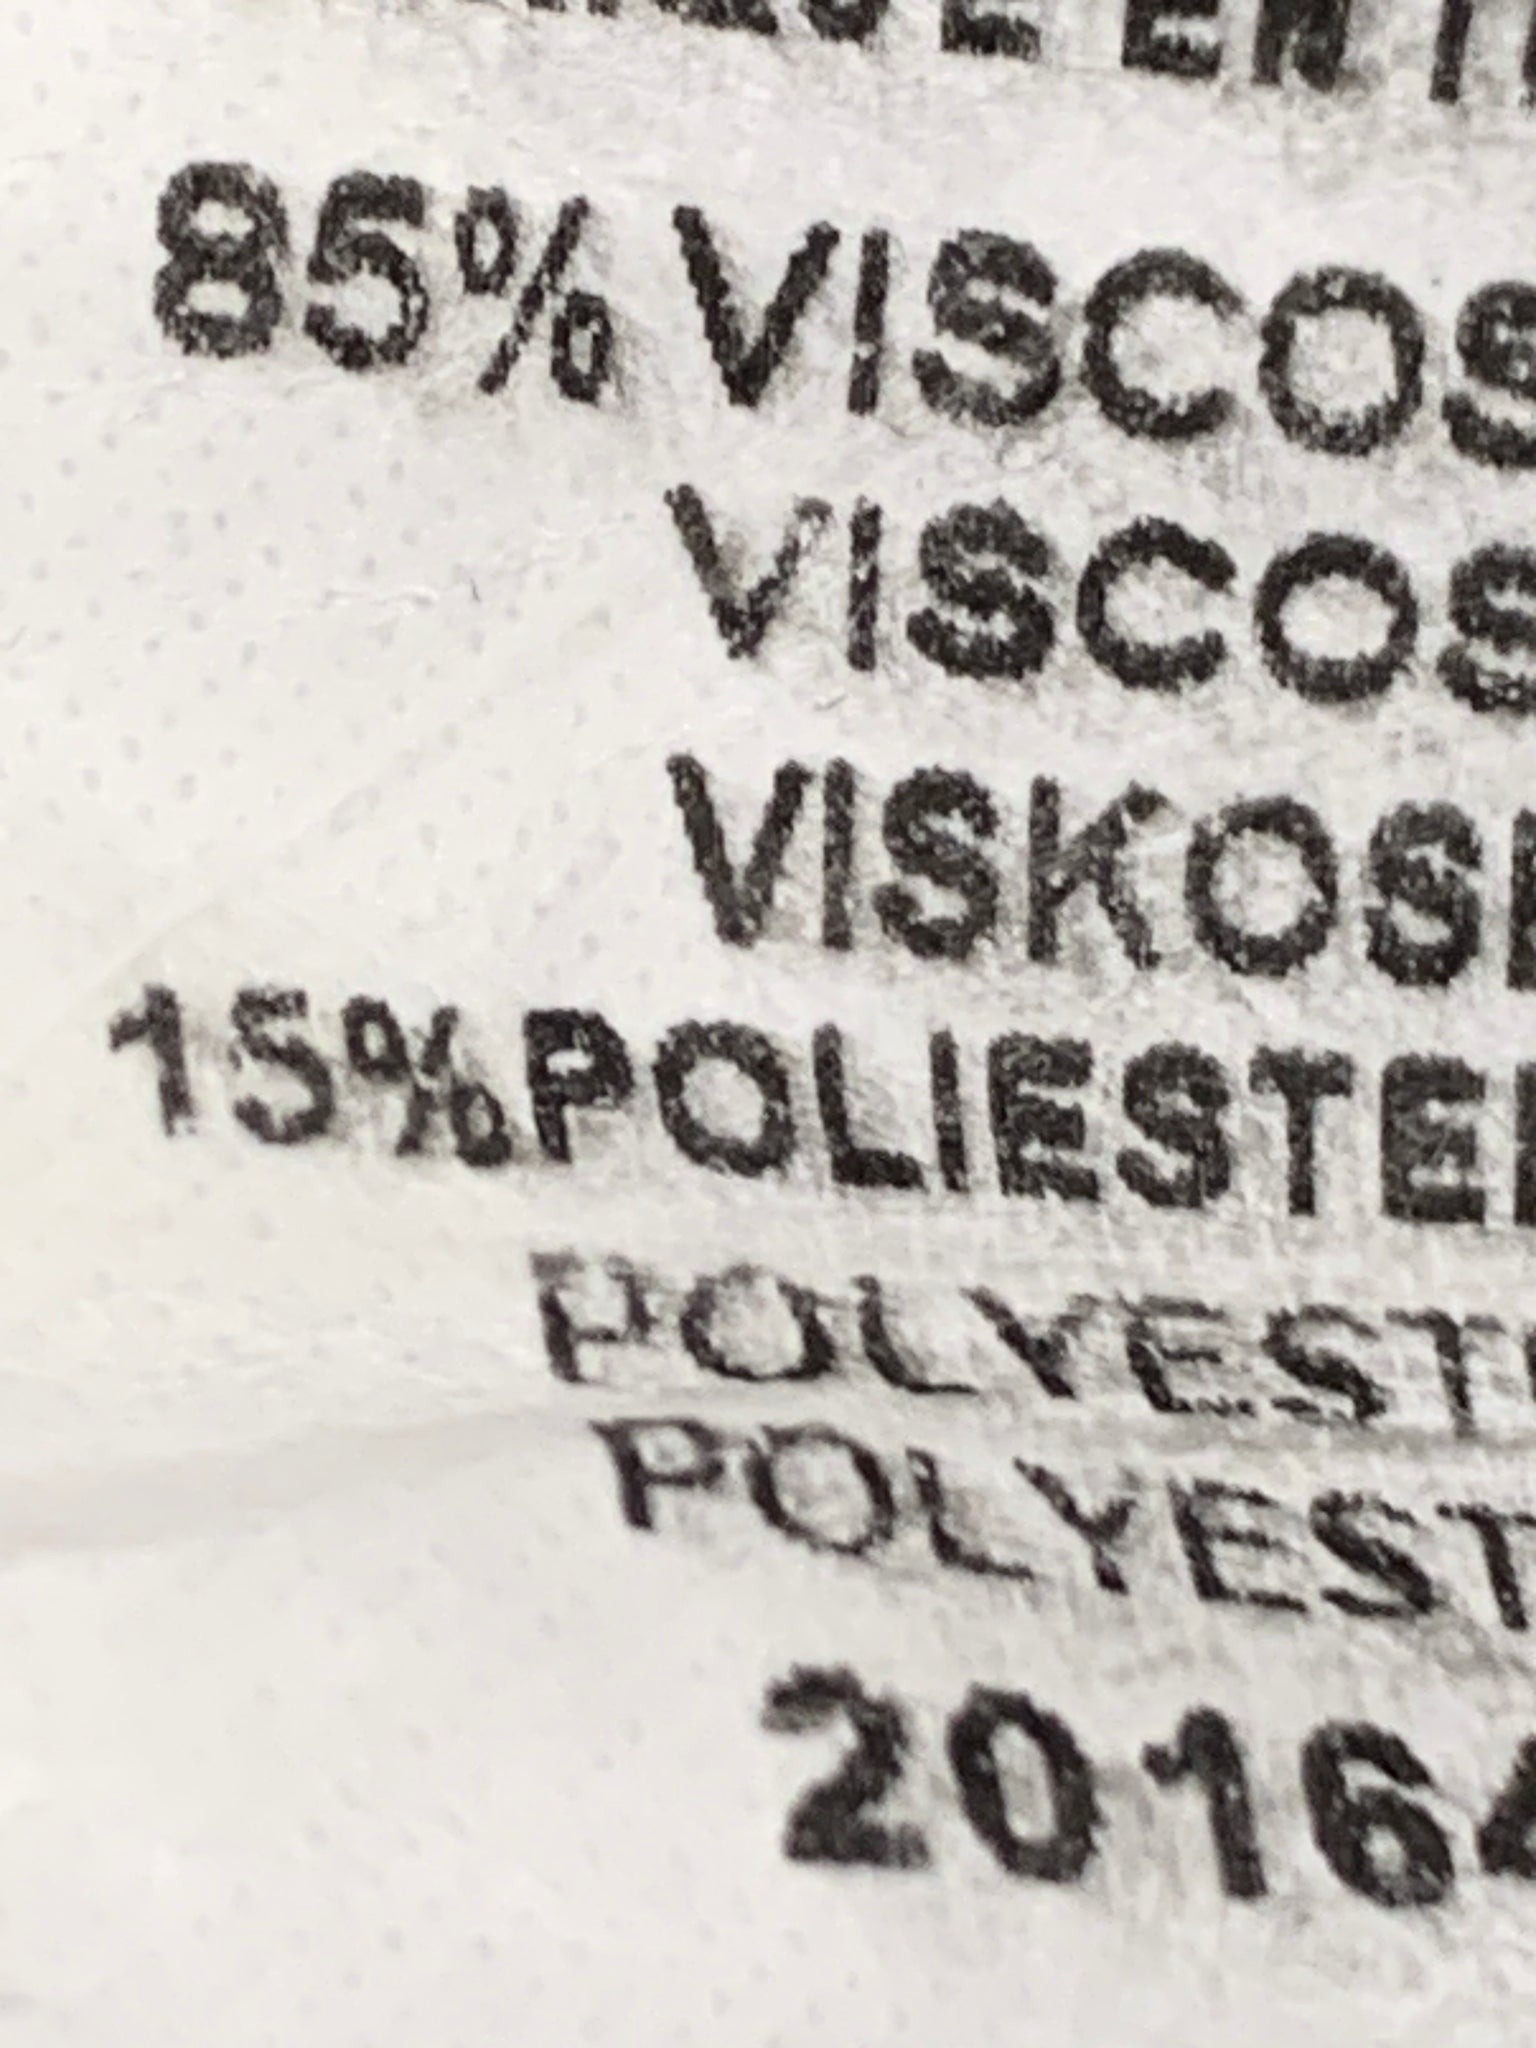 85% VISCOS
VISCOS
VISKOS
15% POLIESTE
POLYEST
POLYEST
2016